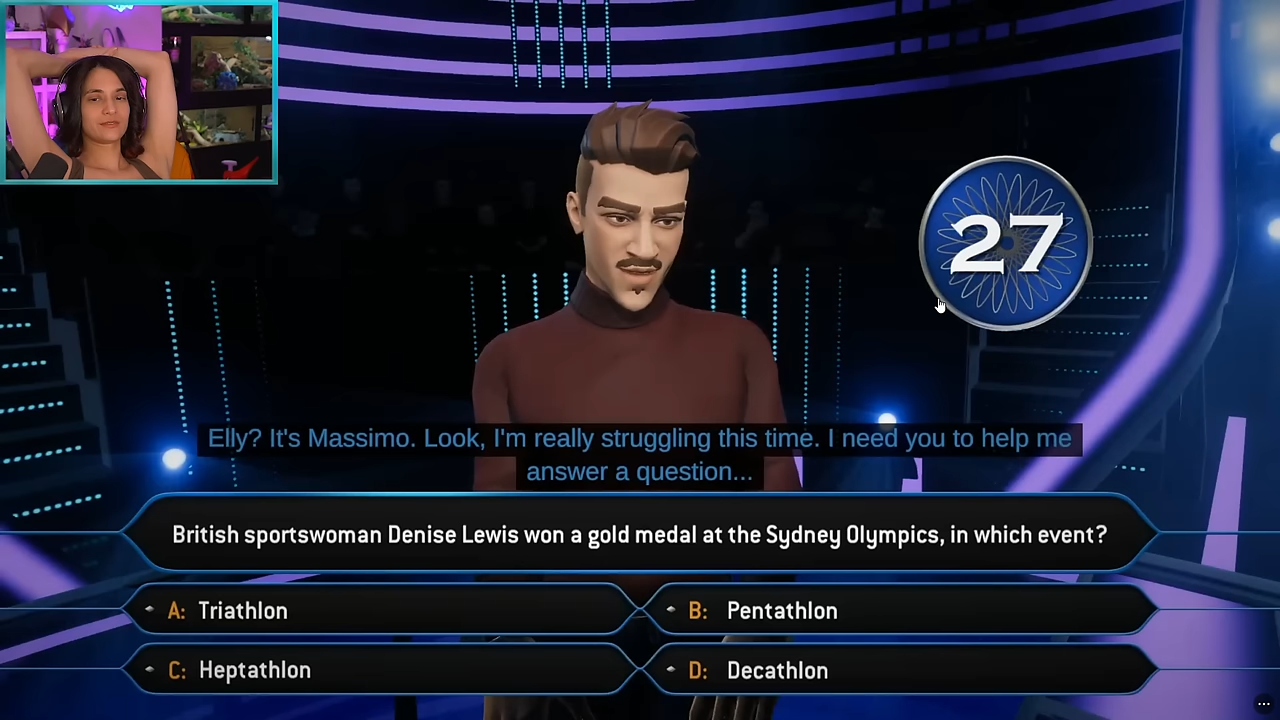 27
Elly? It's Massimo. Look, I'm really struggling this time. I need you to help me
answer a question...
British sportswoman Denise Lewis won a gold medal at the Sydney Olympics, in which event?
A: Triathlon
B: Pentathlon
C: Heptathlon
D: Decathlon